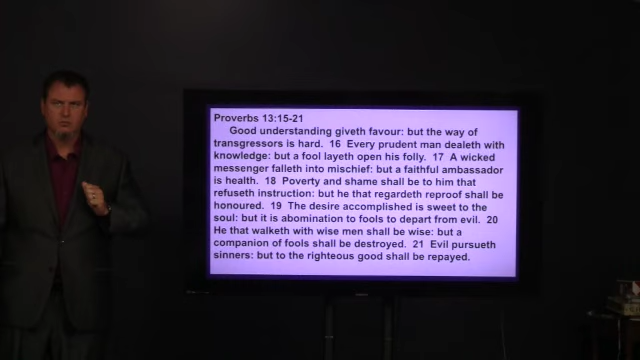 Proverbs 13:15-21
Good understanding giveth favour: but the way of
transgressors is hard. 16 Every prudent man dealeth with
knowledge: but a fool layeth open his folly. 17 A wicked
messenger falleth into mischief: but a faithful ambassador
is health. 18 Poverty and shame shall be to him that
refuseth instruction: but he that regardeth reproof shall be
honoured. 19 The desire accomplished is sweet to the
soul: but it is abomination to fools to depart from evil. 20
He that walketh with wise men shall be wise: but a
companion of fools shall be destroyed. 21 Evil pursueth
sinners: but to the righteous good shall be repayed.